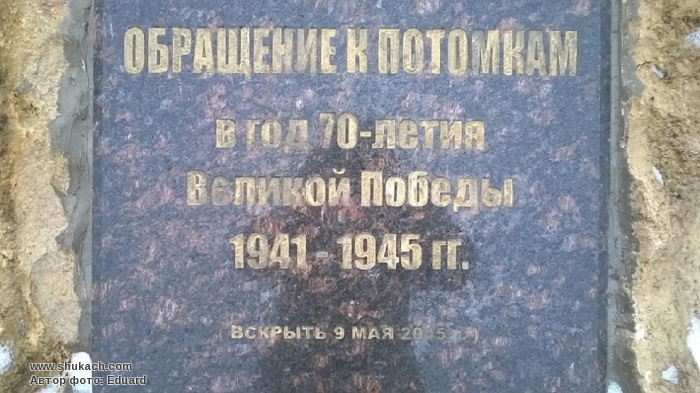 ОБРАЩЕНИЕ К ПОТОМКАМ
в год 70-летия
Великой Победы
1941 - 1945 гг.
(Вскрыть 9 мая
www.shukach.com
Автор фото: Eduard